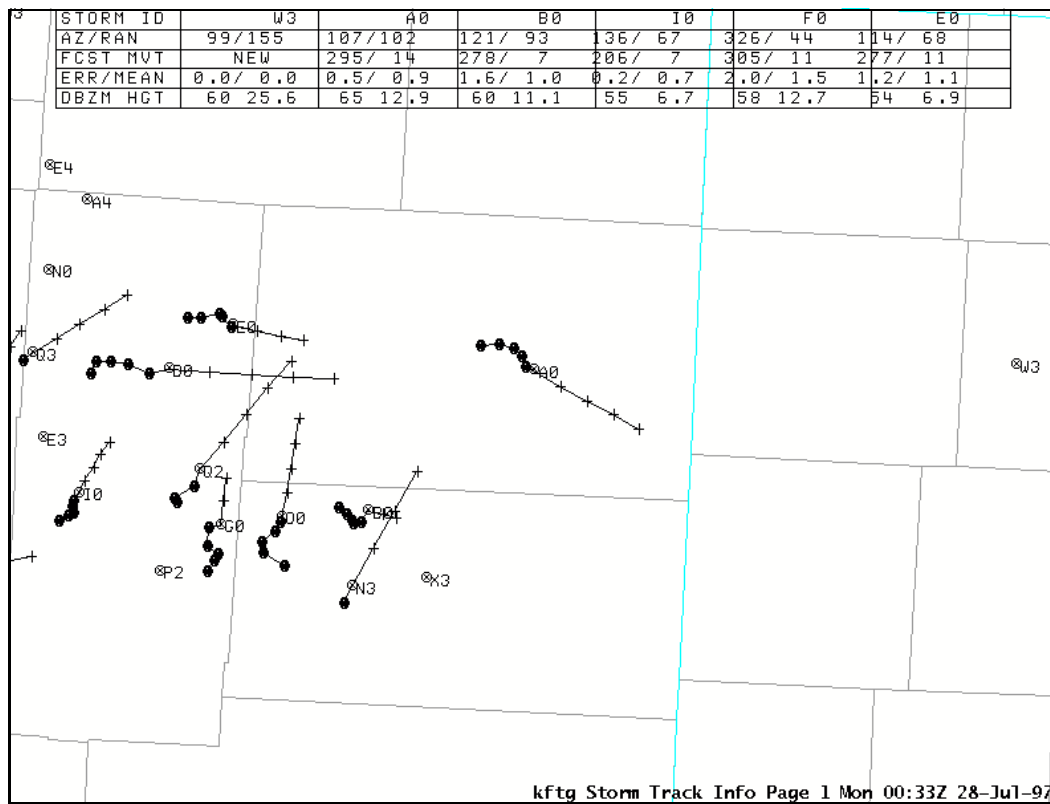 STORM ID W3 A0 B0 I0 F0 E0
AZ/RAN 99/155 107/102 121/ 93 136/ 67 326/ 44 114/ 68
FCST MVT NEW 295/ 14 278/ 7 206/ 7 305/ 11 277/ 11
ERR/MEAN 0.0/ 0.0 0.5/ 0.9 1.6/ 1.0 0.2/ 0.7 2.0/ 1.5 1.2/ 1.1
DBZM HGT 60 25.6 65 12.9 60 11.1 55 6.7 58 12.7 54 6.9
E4
A4
N0
E0
Q3
D0
A0
W3
E3
Q2
I0
G0
O0
B0
P2
X3
N3
kftg Storm Track Info Page 1 Mon 00:33Z 28-Jul-97